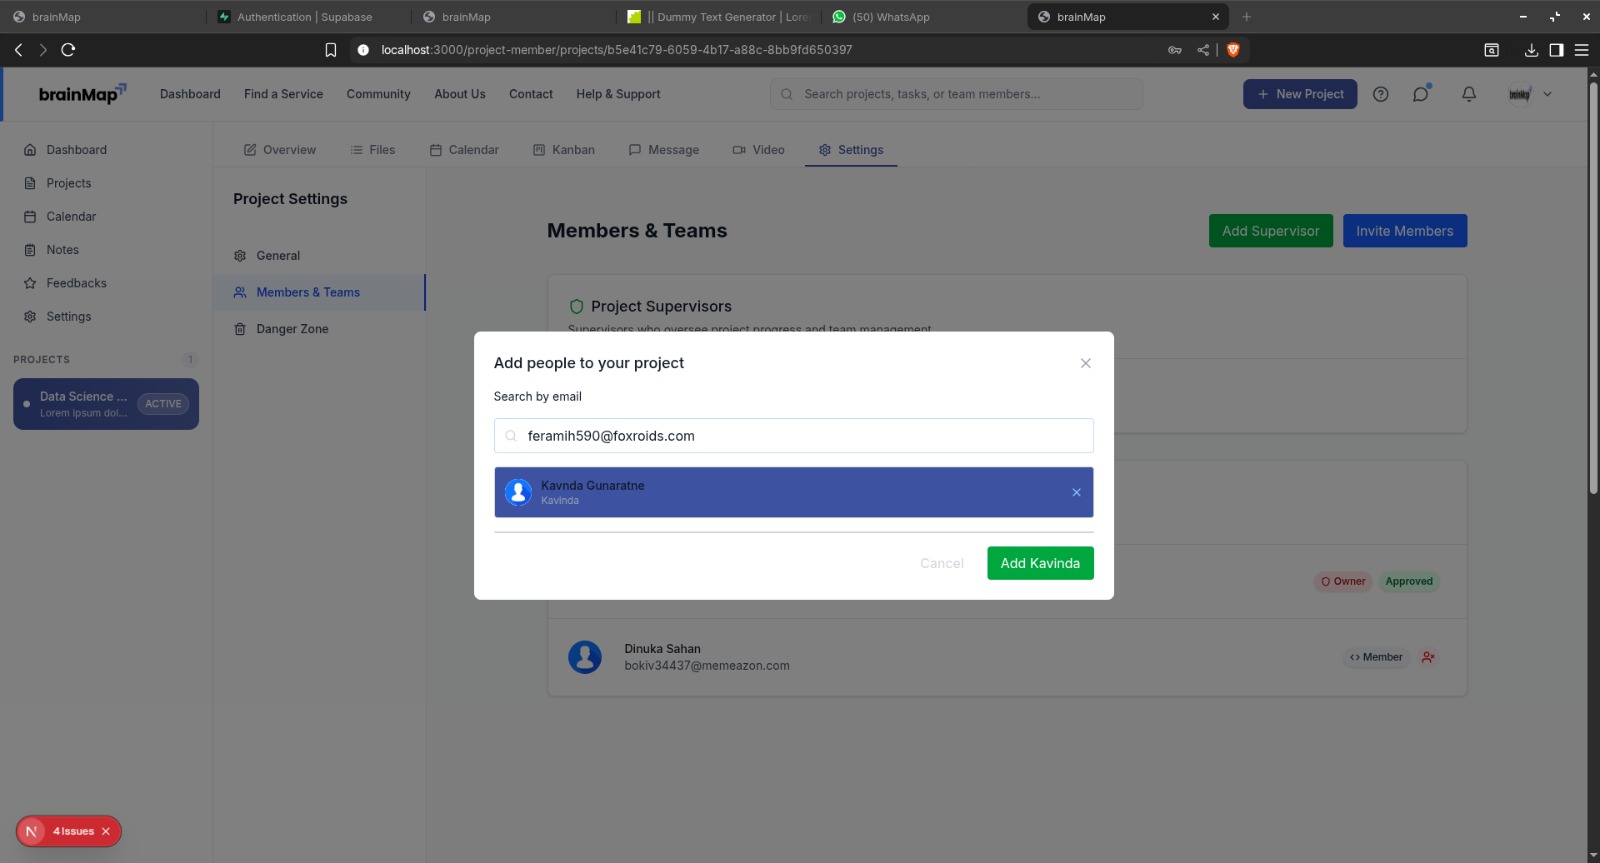 brainMap
Authentication | Supabase
brainMap
|| Dummy Text Generator | Lore
(50) WhatsApp
brainMap
localhost:3000/project-member/projects/b5e41c79-6059-4b17-a88c-8bb9fd650397
brainMap
Dashboard
Find a Service
Community
About Us
Contact
Help & Support
Search projects, tasks, or team members...
+ New Project
Dashboard
Projects
Calendar
Notes
Feedbacks
Settings
PROJECTS
1
Data Science ...
Lorem ipsum dol...
ACTIVE
Overview
Files
Calendar
Kanban
Message
Video
Settings
Project Settings
General
Members & Teams
Danger Zone
Members & Teams
Add Supervisor
Invite Members
Project Supervisors
Supervisors who oversee project progress and team management
Add people to your project
Search by email
feramih590@foxroids.com
Kavnda Gunaratne
Kavinda
Cancel
Add Kavinda
Owner
Approved
Dinuka Sahan
bokiv34437@memeazon.com
Member
N
4 Issues